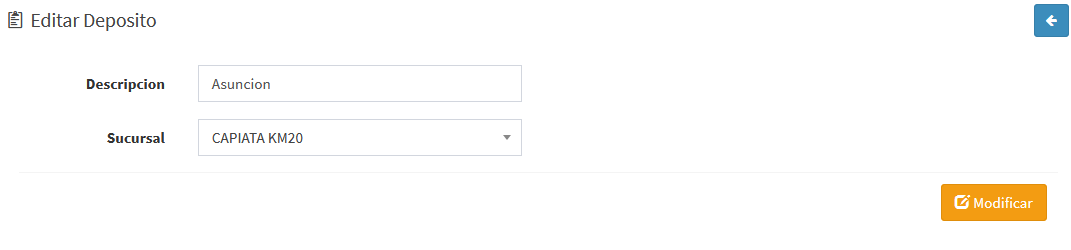 Editar Deposito
Descripcion
Asuncion
Sucursal
CAPIATA KM20
Modificar